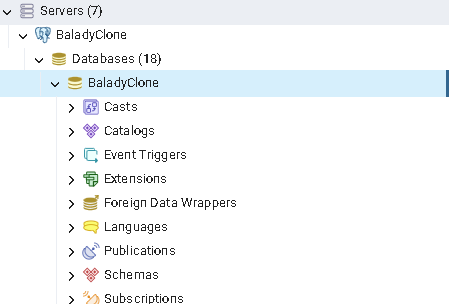 Servers (7)
BaladyClone
Databases (18)
BaladyClone
Casts
Catalogs
Event Triggers
Extensions
Foreign Data Wrappers
Languages
Publications
Schemas
Subscriptions